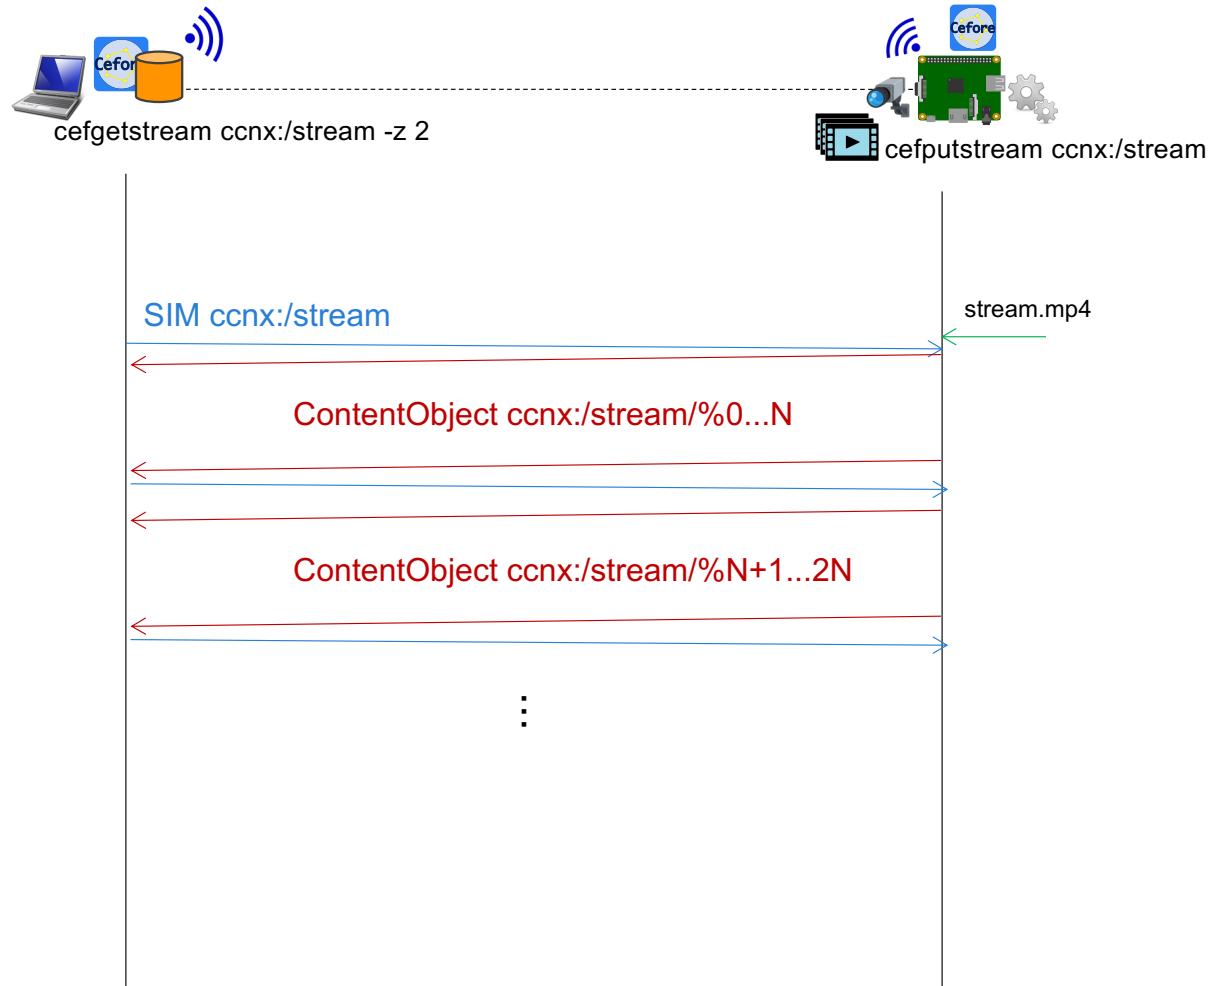 Cefore
Cefor
cefgetstream ccnx:/stream -z 2
cefputstream ccnx:/stream
SIM ccnx:/stream
stream.mp4
ContentObject ccnx:/stream/%0...N
ContentObject ccnx:/stream/%N+1...2N
⋮